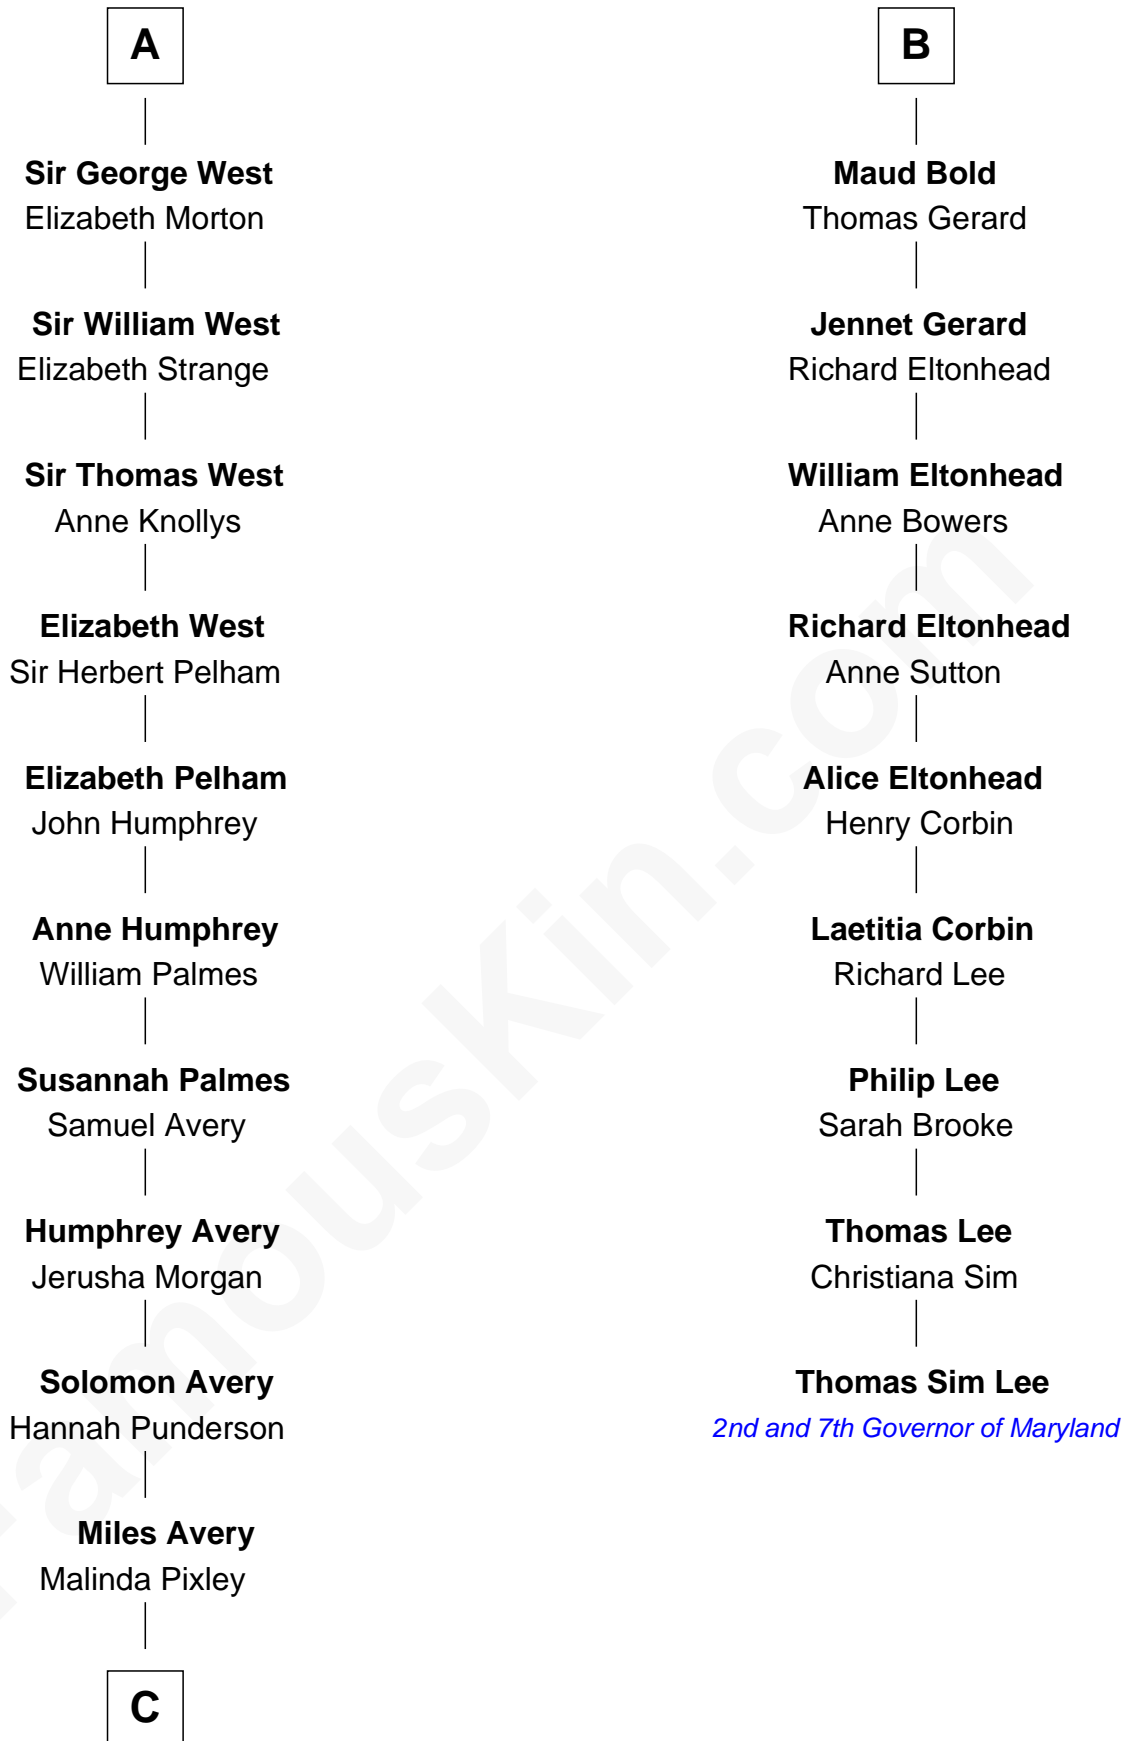 A
Sir George West
Elizabeth Morton
Sir William West
Elizabeth Strange
Sir Thomas West
Anne Knollys
Elizabeth West
Sir Herbert Pelham
Elizabeth Pelham
John Humphrey
Anne Humphrey
William Palmes
Susannah Palmes
Samuel Avery
Humphrey Avery
Jerusha Morgan
Solomon Avery
Hannah Punderson
Miles Avery
Malinda Pixley
C
B
Maud Bold
Thomas Gerard
Jennet Gerard
Richard Eltonhead
William Eltonhead
Anne Bowers
Richard Eltonhead
Anne Sutton
Alice Eltonhead
Henry Corbin
Laetitia Corbin
Richard Lee
Philip Lee
Sarah Brooke
Thomas Lee
Christiana Sim
Thomas Sim Lee
2nd and 7th Governor of Maryland
FamousKin.com